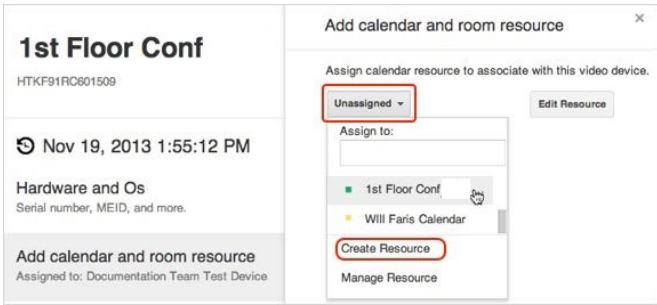 1st Floor Conf
HTKF91RC601509
Nov 19, 2013 1:55:12 PM
Hardware and Os
Serial number, MEID, and more.
Add calendar and room resource
Assigned to: Documentation Team Test Device
Add calendar and room resource
Assign calendar resource to associate with this video device.
Unassigned
Edit Resource
Assign to:
1st Floor Conf
WIll Faris Calendar
Create Resource
Manage Resource